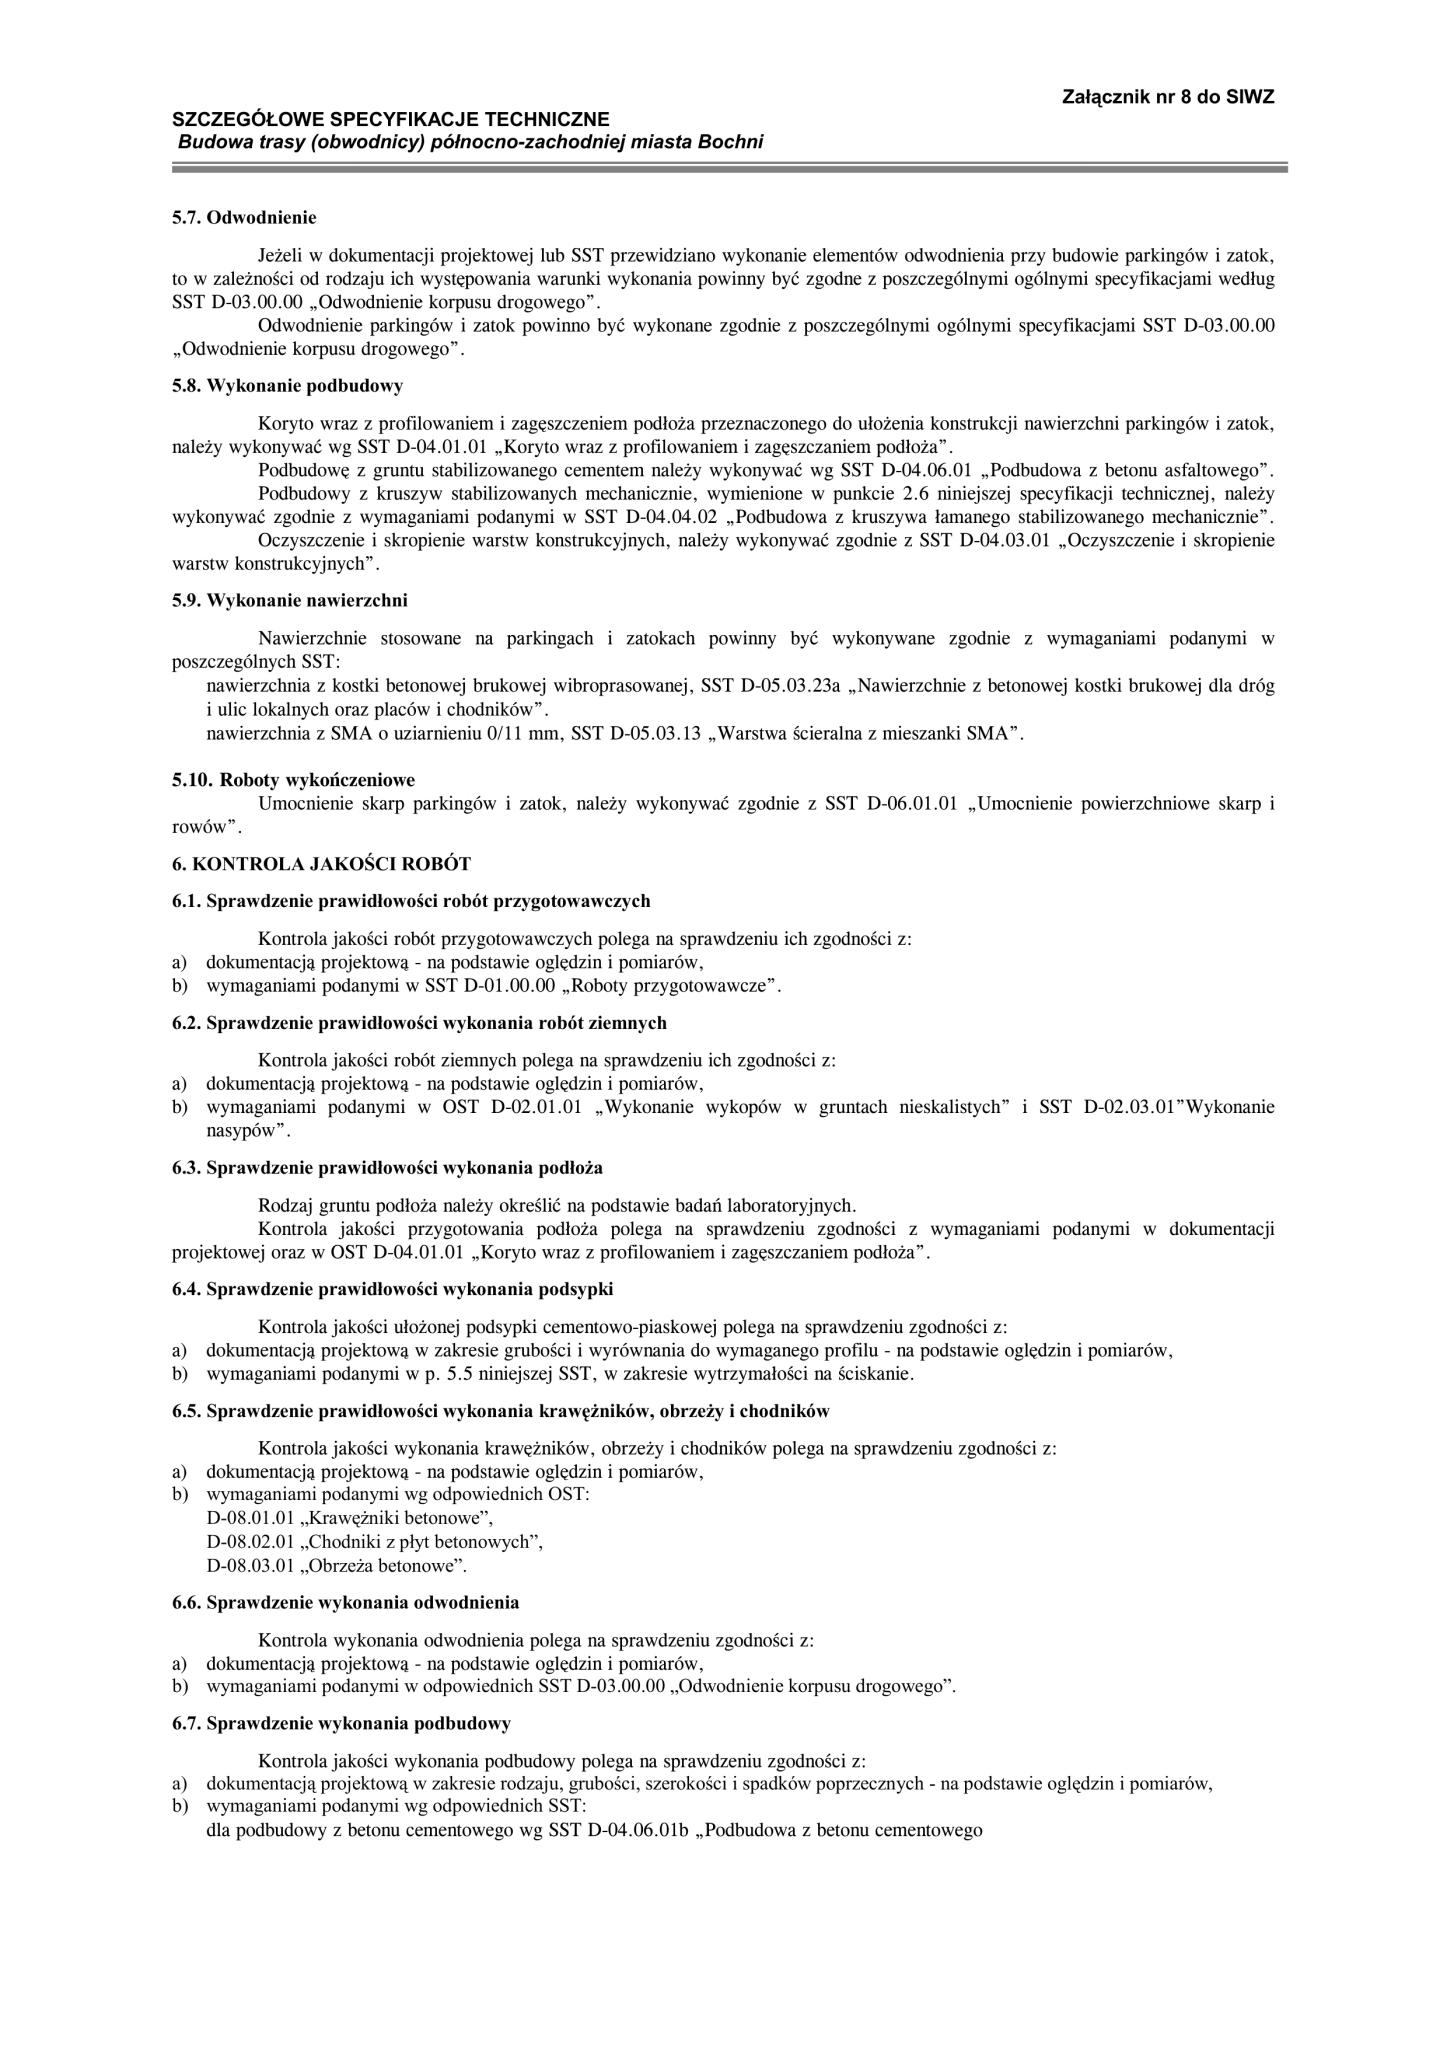 Załącznik nr 8 do SIWZ
SZCZEGÓŁOWE SPECYFIKACJE TECHNICZNE
Budowa trasy (obwodnicy) północno-zachodniej miasta Bochni
5.7. Odwodnienie
Jeżeli w dokumentacji projektowej lub SST przewidziano wykonanie elementów odwodnienia przy budowie parkingów i zatok,
to w zależności od rodzaju ich występowania warunki wykonania powinny być zgodne z poszczególnymi ogólnymi specyfikacjami według
SST D-03.00.00 „Odwodnienie korpusu drogowego”.
Odwodnienie parkingów i zatok powinno być wykonane zgodnie z poszczególnymi ogólnymi specyfikacjami SST D-03.00.00
„Odwodnienie korpusu drogowego”.
5.8. Wykonanie podbudowy
Koryto wraz z profilowaniem i zagęszczeniem podłoża przeznaczonego do ułożenia konstrukcji nawierzchni parkingów i zatok,
należy wykonywać wg SST D-04.01.01 „Koryto wraz z profilowaniem i zagęszczaniem podłoża”.
Podbudowę z gruntu stabilizowanego cementem należy wykonywać wg SST D-04.06.01 „Podbudowa z betonu asfaltowego”.
Podbudowy z kruszyw stabilizowanych mechanicznie, wymienione w punkcie 2.6 niniejszej specyfikacji technicznej, należy
wykonywać zgodnie z wymaganiami podanymi w SST D-04.04.02 „Podbudowa z kruszywa łamanego stabilizowanego mechanicznie”.
Oczyszczenie i skropienie warstw konstrukcyjnych, należy wykonywać zgodnie z SST D-04.03.01 „Oczyszczenie i skropienie
warstw konstrukcyjnych”.
5.9. Wykonanie nawierzchni
Nawierzchnie stosowane na parkingach i zatokach powinny być wykonywane zgodnie z wymaganiami podanymi w
poszczególnych SST:
nawierzchnia z kostki betonowej brukowej wibroprasowanej, SST D-05.03.23a „Nawierzchnie z betonowej kostki brukowej dla dróg
i ulic lokalnych oraz placów i chodników”.
nawierzchnia z SMA o uziarnieniu 0/11 mm, SST D-05.03.13 „Warstwa ścieralna z mieszanki SMA”.
5.10. Roboty wykończeniowe
Umocnienie skarp parkingów i zatok, należy wykonywać zgodnie z SST D-06.01.01 „Umocnienie powierzchniowe skarp i
rowów”.
6. KONTROLA JAKOŚCI ROBÓT
6.1. Sprawdzenie prawidłowości robót przygotowawczych
Kontrola jakości robót przygotowawczych polega na sprawdzeniu ich zgodności z:
a) dokumentacją projektową - na podstawie oględzin i pomiarów,
b) wymaganiami podanymi w SST D-01.00.00 „Roboty przygotowawcze”.
6.2. Sprawdzenie prawidłowości wykonania robót ziemnych
Kontrola jakości robót ziemnych polega na sprawdzeniu ich zgodności z:
a) dokumentacją projektową - na podstawie oględzin i pomiarów,
b) wymaganiami podanymi w OST D-02.01.01 „Wykonanie wykopów w gruntach nieskalistych” i SST D-02.03.01”Wykonanie
nasypów”.
6.3. Sprawdzenie prawidłowości wykonania podłoża
Rodzaj gruntu podłoża należy określić na podstawie badań laboratoryjnych.
Kontrola jakości przygotowania podłoża polega na sprawdzeniu zgodności z wymaganiami podanymi w dokumentacji
projektowej oraz w OST D-04.01.01 „Koryto wraz z profilowaniem i zagęszczaniem podłoża”.
6.4. Sprawdzenie prawidłowości wykonania podsypki
Kontrola jakości ułożonej podsypki cementowo-piaskowej polega na sprawdzeniu zgodności z:
a) dokumentacją projektową w zakresie grubości i wyrównania do wymaganego profilu - na podstawie oględzin i pomiarów,
b) wymaganiami podanymi w p. 5.5 niniejszej SST, w zakresie wytrzymałości na ściskanie.
6.5. Sprawdzenie prawidłowości wykonania krawężników, obrzeży i chodników
Kontrola jakości wykonania krawężników, obrzeży i chodników polega na sprawdzeniu zgodności z:
a) dokumentacją projektową - na podstawie oględzin i pomiarów,
b) wymaganiami podanymi wg odpowiednich OST:
D-08.01.01 „Krawężniki betonowe”,
D-08.02.01 „Chodniki z płyt betonowych”,
D-08.03.01 „Obrzeża betonowe”.
6.6. Sprawdzenie wykonania odwodnienia
Kontrola wykonania odwodnienia polega na sprawdzeniu zgodności z:
a) dokumentacją projektową - na podstawie oględzin i pomiarów,
b) wymaganiami podanymi w odpowiednich SST D-03.00.00 „Odwodnienie korpusu drogowego”.
6.7. Sprawdzenie wykonania podbudowy
Kontrola jakości wykonania podbudowy polega na sprawdzeniu zgodności z:
a) dokumentacją projektową w zakresie rodzaju, grubości, szerokości i spadków poprzecznych - na podstawie oględzin i pomiarów,
b) wymaganiami podanymi wg odpowiednich SST:
dla podbudowy z betonu cementowego wg SST D-04.06.01b „Podbudowa z betonu cementowego